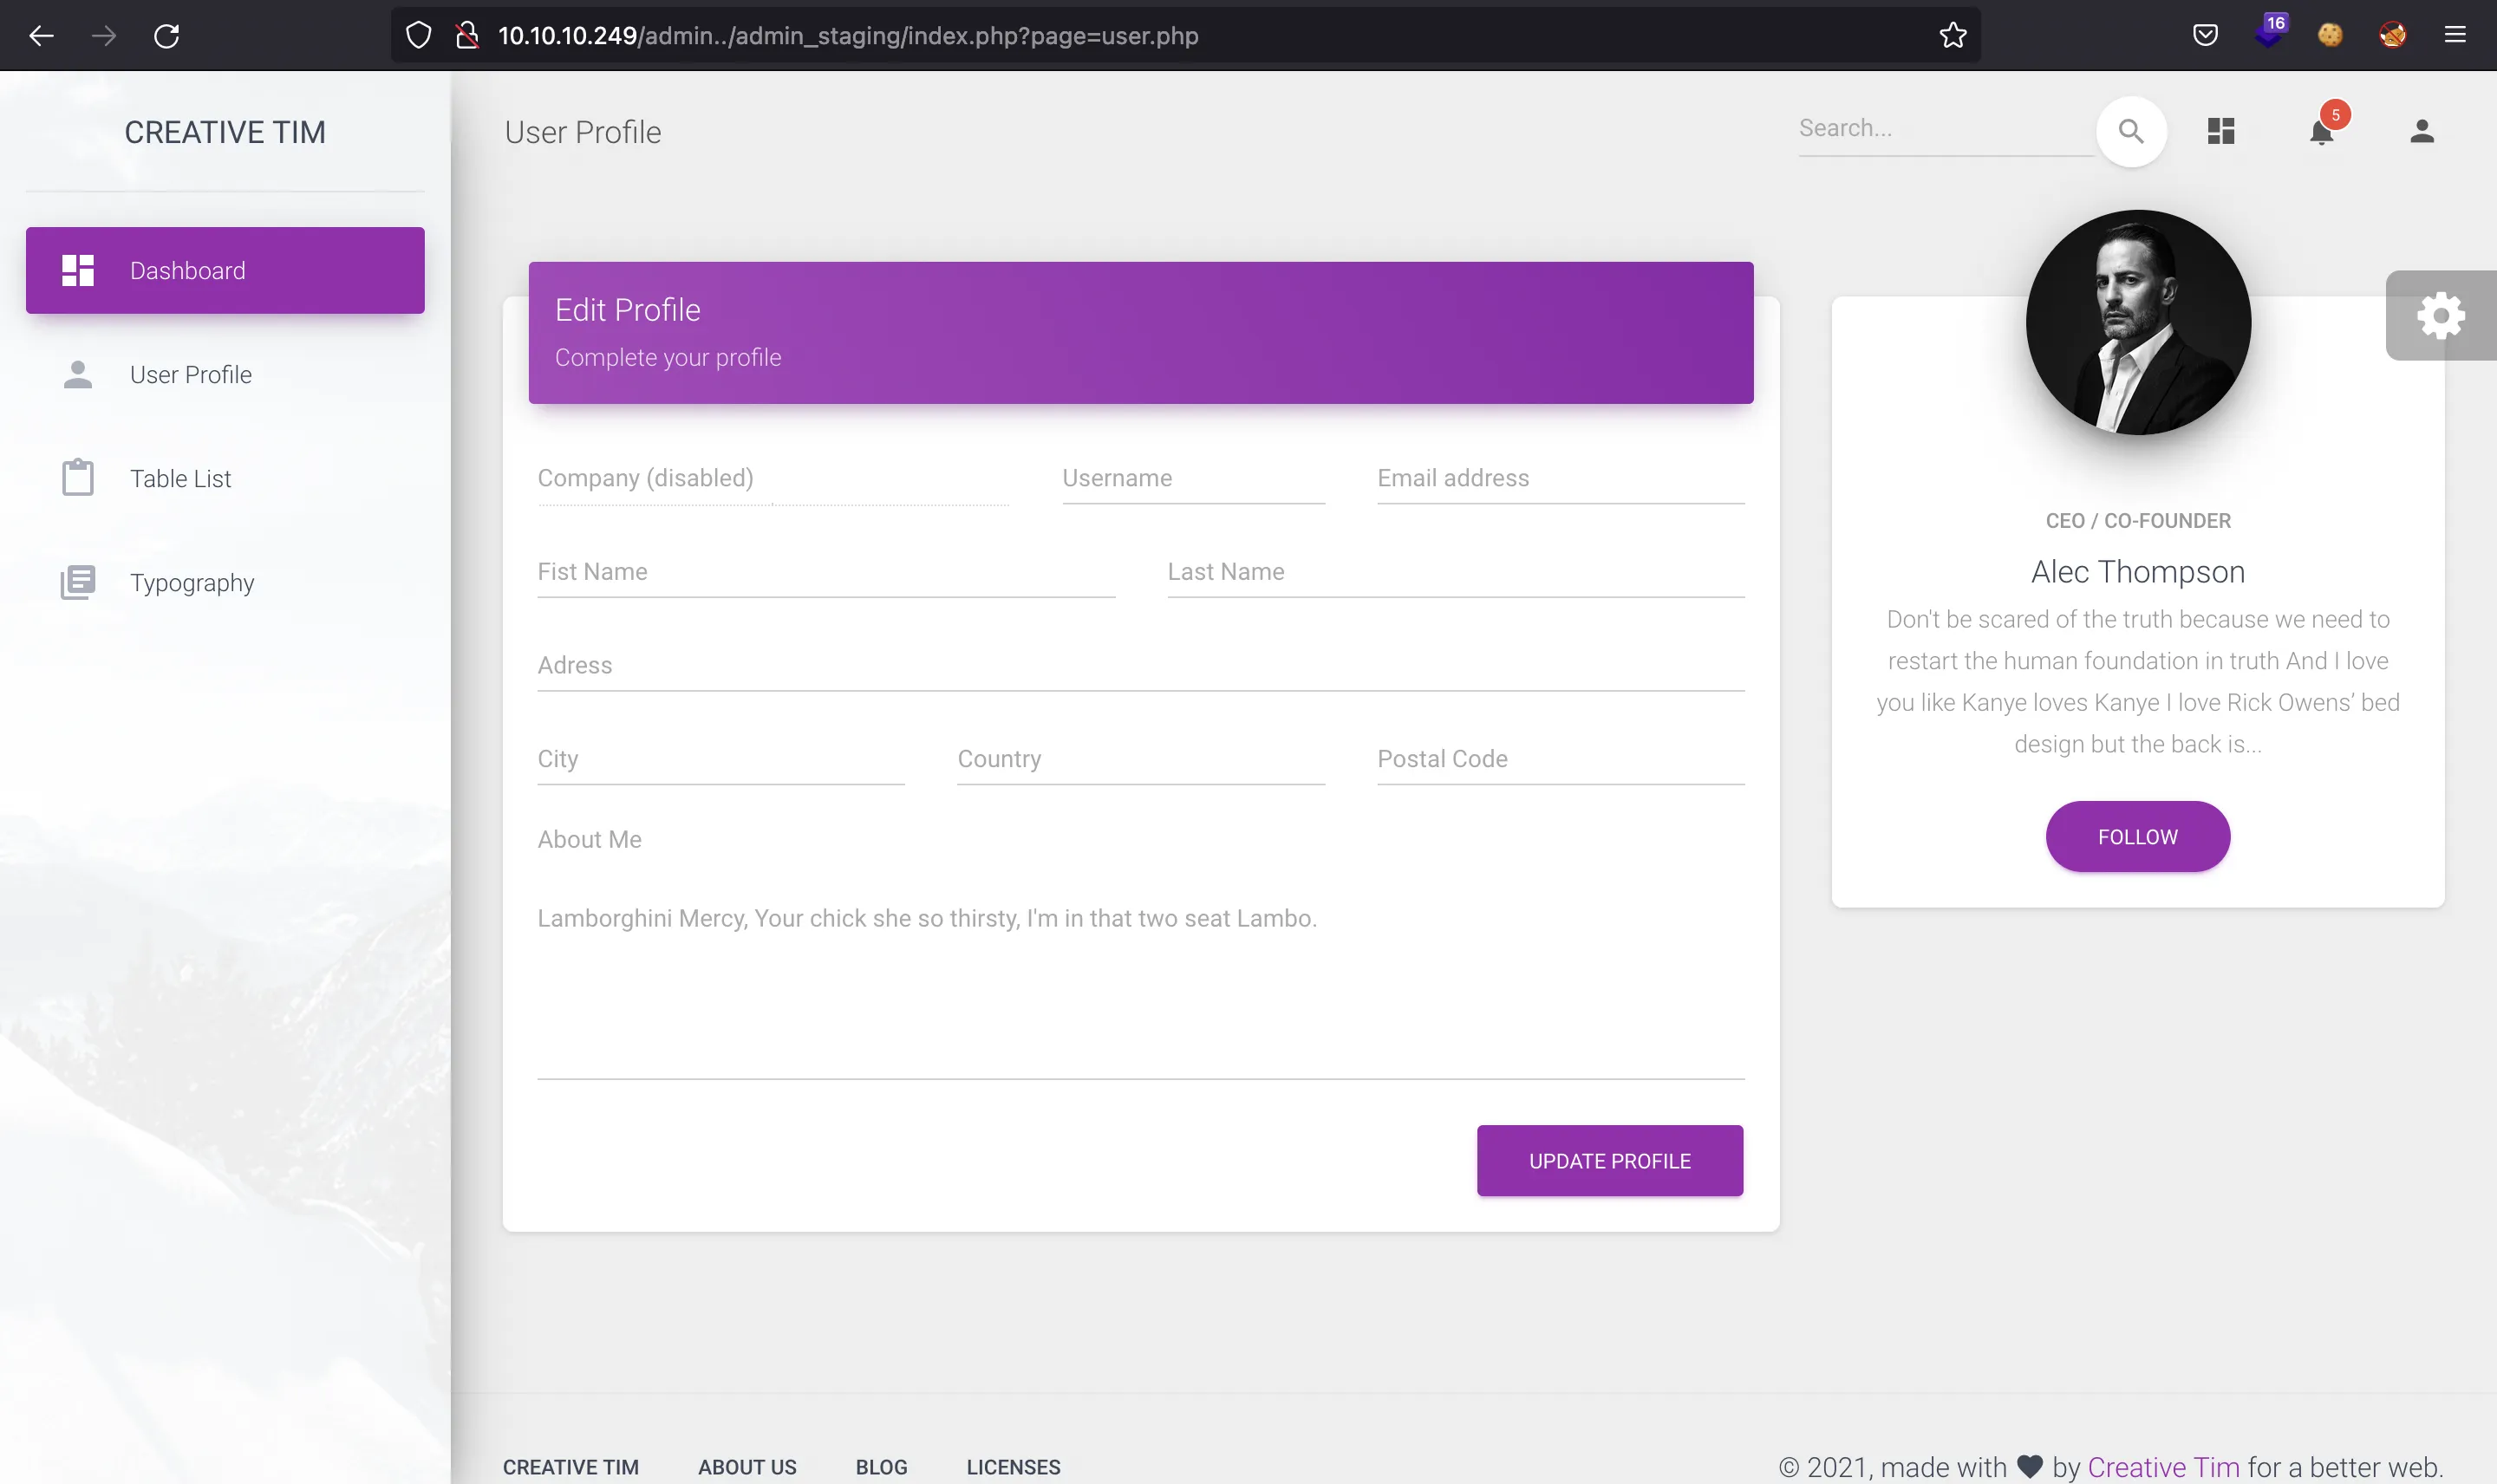 10.10.10.249/admin../admin_staging/index.php?page=user.php
16
CREATIVE TIM
User Profile
Search...
5
Dashboard
User Profile
Table List
Typography
Edit Profile
Complete your profile
Company (disabled)
Username
Email address
Fist Name
Last Name
Adress
City
Country
Postal Code
About Me
Lamborghini Mercy, Your chick she so thirsty, I'm in that two seat Lambo.
UPDATE PROFILE
CEO / CO-FOUNDER
Alec Thompson
Don't be scared of the truth because we need to
restart the human foundation in truth And I love
you like Kanye loves Kanye I love Rick Owens’ bed
design but the back is...
FOLLOW
CREATIVE TIM
ABOUT US
BLOG
LICENSES
© 2021, made with ♥ by Creative Tim for a better web.